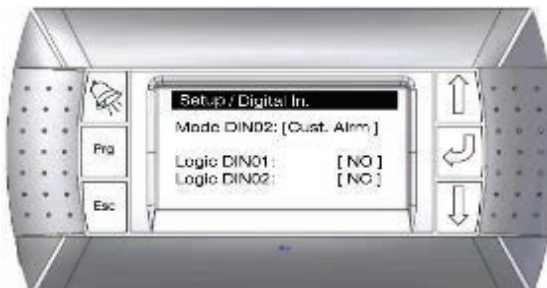 Setup / Digital In.
Mode DIN02: [Cust. Alrm ]
Prg
Logic DIN01: [ NO ]
Logic DIN02: [ NC ]
Esc